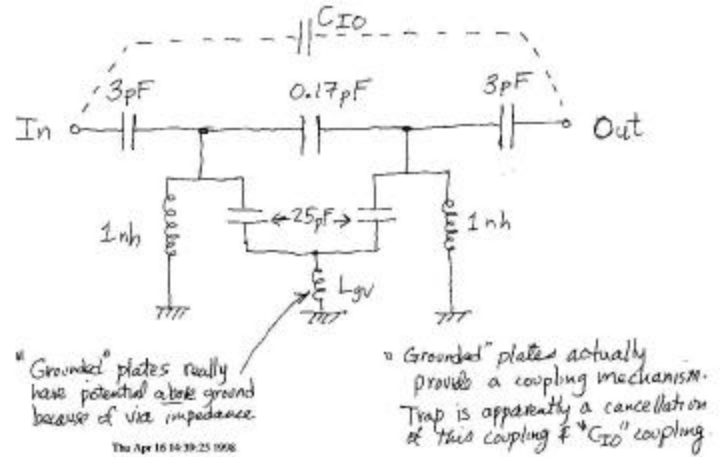 C_IO
3pF
0.17pF
3pF
In
Out
1nh
←25pF→
1nh
Lgv
"Grounded" plates really
have potential above ground
because of via impedance
Thu Apr 16 14:39:25 1998
"Grounded" plates actually
provide a coupling mechanism.
Trap is apparently a cancellation
of this coupling & "C_IO" coupling.